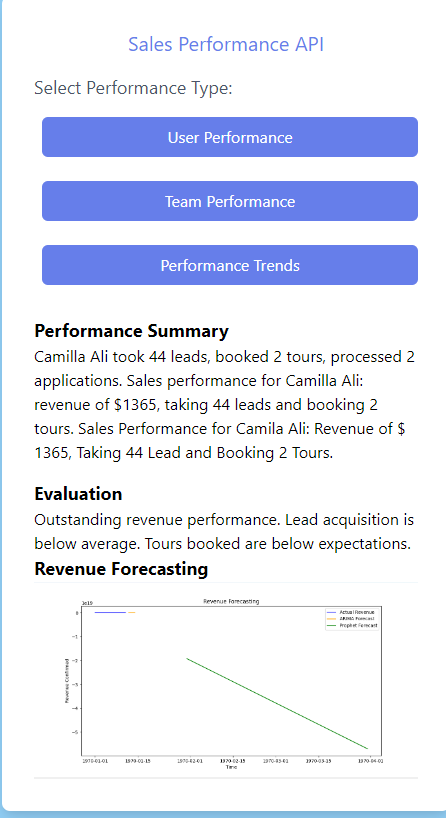 Sales Performance API
Select Performance Type:
User Performance
Team Performance
Performance Trends
Performance Summary
Camilla Ali took 44 leads, booked 2 tours, processed 2
applications. Sales performance for Camilla Ali:
revenue of $1365, taking 44 leads and booking 2
tours. Sales Performance for Camila Ali: Revenue of $
1365, Taking 44 Lead and Booking 2 Tours.
Evaluation
Outstanding revenue performance. Lead acquisition is
below average. Tours booked are below expectations.
Revenue Forecasting
1e19
Revenue Forecasting
Actual Revenue
ARIMA Forecast
Prophet Forecast
0
−1
−2
−3
−4
−5
Revenue Confirmed
1970-01-01 1970-01-15 1970-02-01 1970-02-15 1970-03-01 1970-03-15 1970-04-01
Time